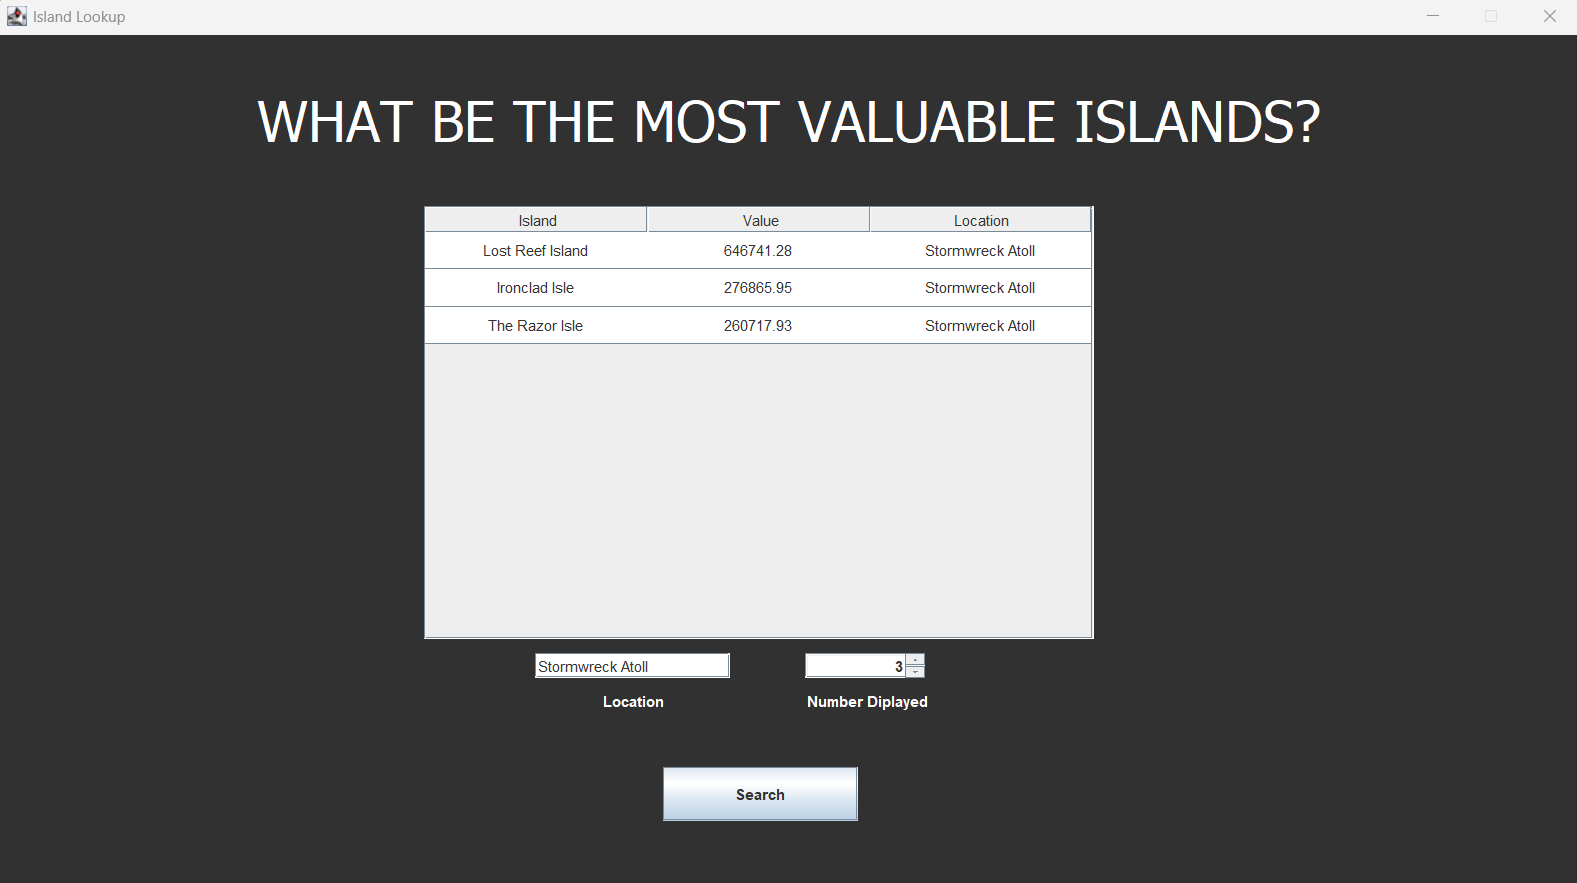 Island Lookup
WHAT BE THE MOST VALUABLE ISLANDS?
Island Value Location
Lost Reef Island 646741.28 Stormwreck Atoll
Ironclad Isle 276865.95 Stormwreck Atoll
The Razor Isle 260717.93 Stormwreck Atoll
Stormwreck Atoll 3
Location Number Diplayed
Search